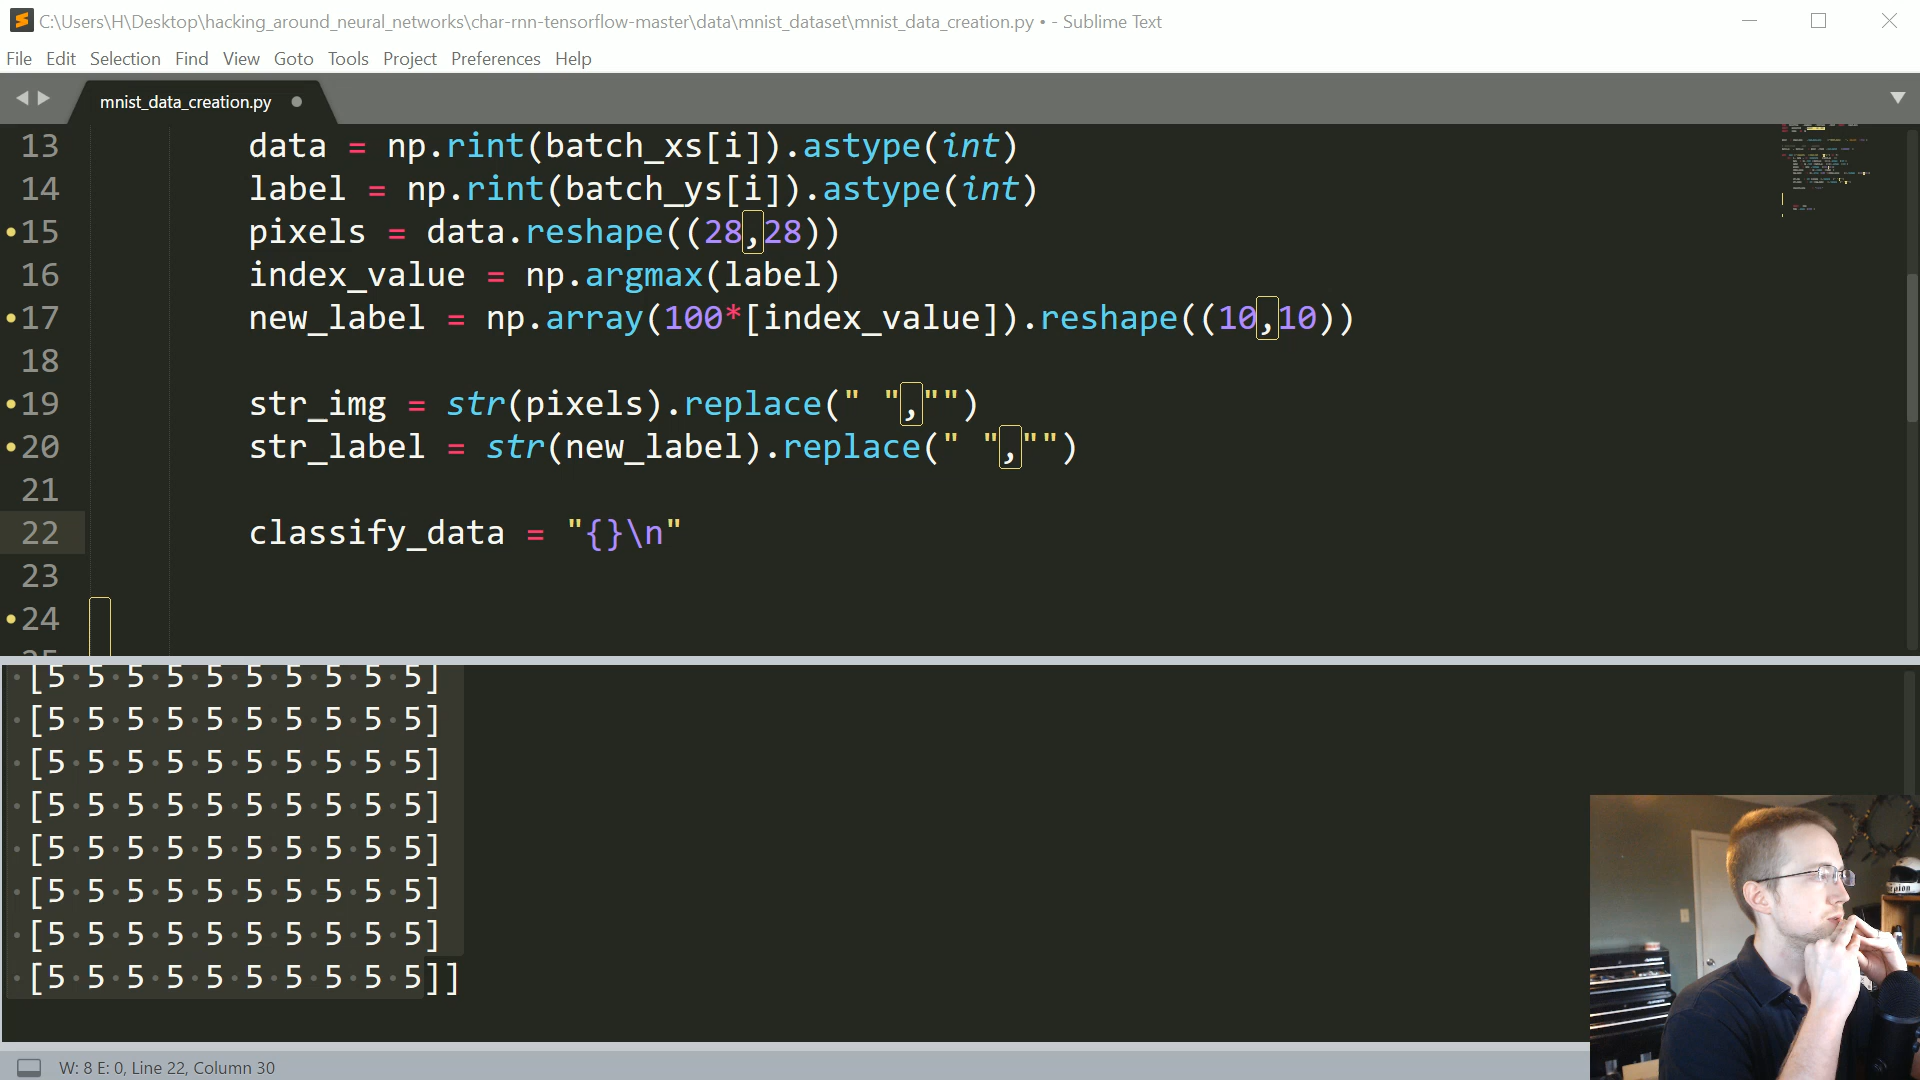 C:\Users\H\Desktop\hacking_around_neural_networks\char-rnn-tensorflow-master\data\mnist_dataset\mnist_data_creation.py • - Sublime Text
File Edit Selection Find View Goto Tools Project Preferences Help
mnist_data_creation.py
13 data = np.rint(batch_xs[i]).astype(int)
14 label = np.rint(batch_ys[i]).astype(int)
15 pixels = data.reshape((28,28))
16 index_value = np.argmax(label)
17 new_label = np.array(100*[index_value]).reshape((10,10))
18
19 str_img = str(pixels).replace(" ","")
20 str_label = str(new_label).replace(" ","")
21
22 classify_data = "{}\n"
23
24
25
[5 5 5 5 5 5 5 5 5 5]
[5 5 5 5 5 5 5 5 5 5]
[5 5 5 5 5 5 5 5 5 5]
[5 5 5 5 5 5 5 5 5 5]
[5 5 5 5 5 5 5 5 5 5]
[5 5 5 5 5 5 5 5 5 5]
[5 5 5 5 5 5 5 5 5 5]
[5 5 5 5 5 5 5 5 5 5]]
W: 8 E: 0, Line 22, Column 30